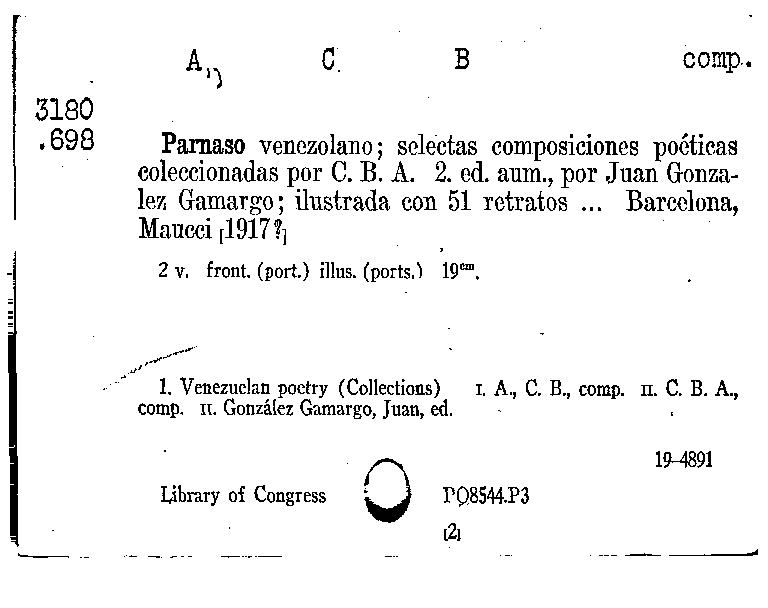 A,  C  B  comp.
3180
.698
Parnaso venezolano; selectas composiciones poéticas
coleccionadas por C. B. A. 2. ed. aum., por Juan Gonza-
lez Gamargo; ilustrada con 51 retratos ... Barcelona,
Maucci [1917?]
2 v. front. (port.) illus. (ports.) 19cm.
1. Venezuelan poetry (Collections) I. A., C. B., comp. II. C. B. A.,
comp. II. González Gamargo, Juan, ed.
19-4891
Library of Congress PQ8544.P3
[2]